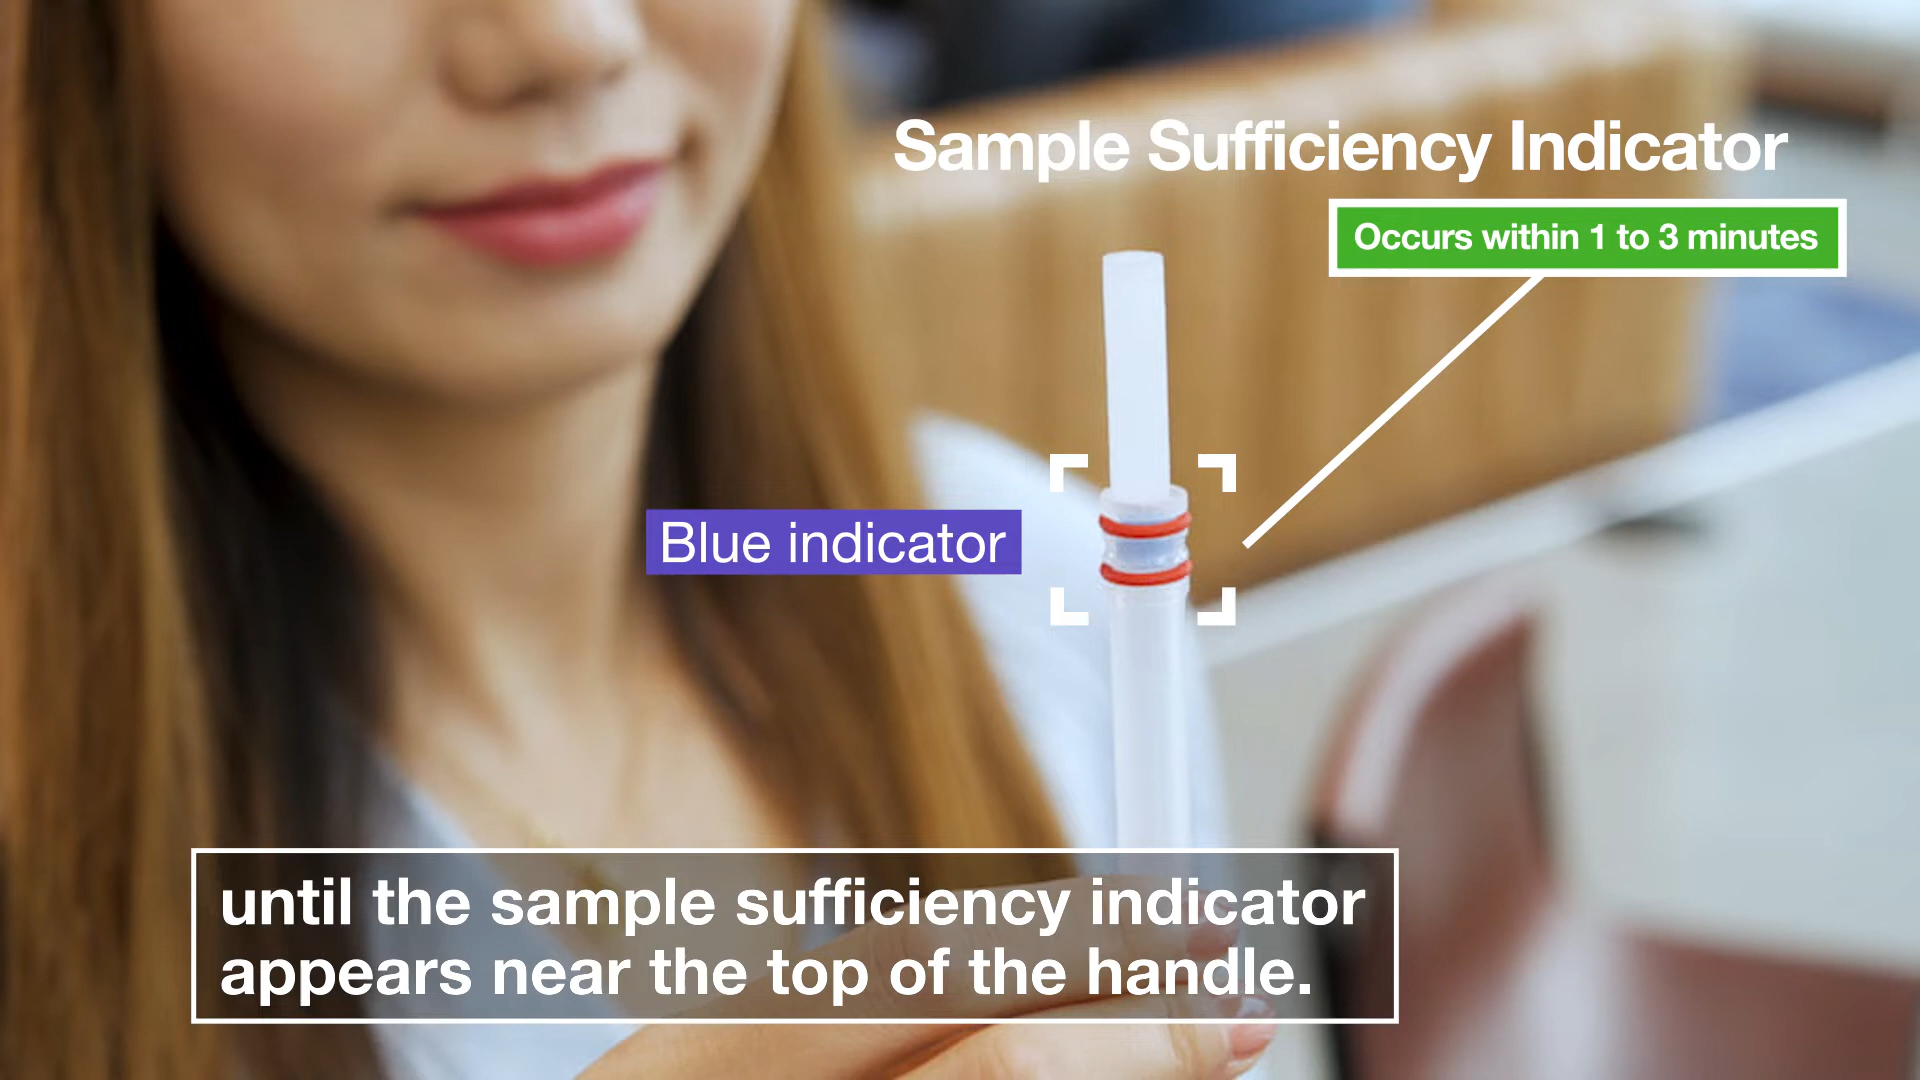 Sample Sufficiency Indicator
Occurs within 1 to 3 minutes
Blue indicator
until the sample sufficiency indicator
appears near the top of the handle.